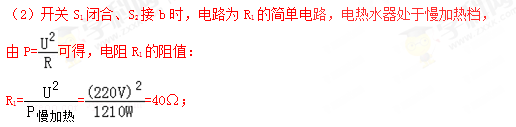 （2）开关 S₁闭合、S₂接 b 时，电路为 R₁的简单电路，电热水器处于慢加热档，
由 P=U²/R 可得，电阻 R₁的阻值：
R₁=U²/P慢加热=(220V)²/1210W=40Ω；